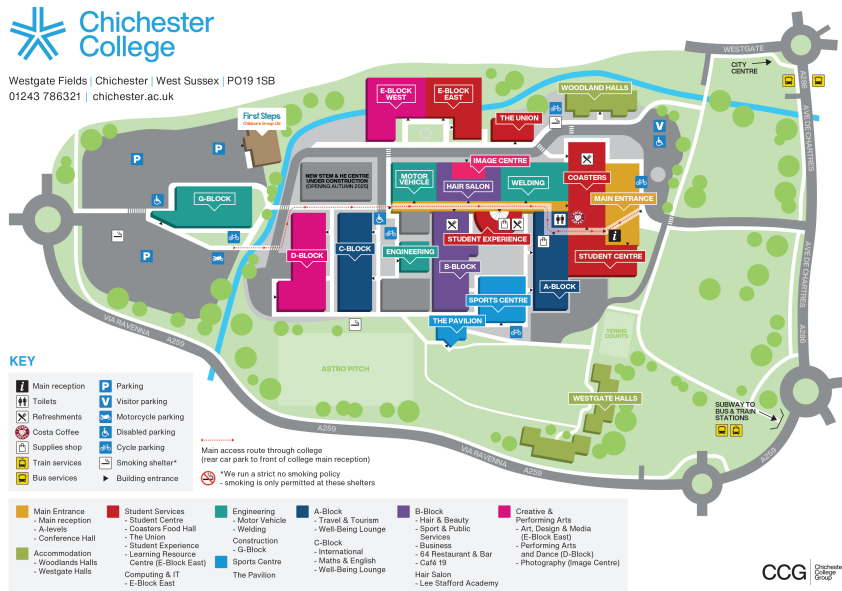 Chichester
College
Westgate Fields | Chichester | West Sussex | PO19 1SB
01243 786321 | chichester.ac.uk
First Steps
Childcare Group Ltd
E-BLOCK
WEST
E-BLOCK
EAST
THE UNION
WOODLAND HALLS
WESTGATE
CITY
CENTRE
A286
AVE DE CHARTRES
P
P
V
NEW STEM & HE CENTRE
UNDER CONSTRUCTION
(OPENING AUTUMN 2025)
IMAGE CENTRE
MOTOR
VEHICLE
HAIR SALON
WELDING
COASTERS
MAIN ENTRANCE
G-BLOCK
STUDENT EXPERIENCE
i
D-BLOCK
C-BLOCK
ENGINEERING
B-BLOCK
STUDENT CENTRE
P
A-BLOCK
SPORTS CENTRE
AVE DE CHARTRES
THE PAVILION
A286
VIA RAVENNA
A259
TENNIS
COURTS
ASTRO PITCH
WESTGATE HALLS
SUBWAY TO
BUS & TRAIN
STATIONS
A259
VIA RAVENNA
A259
A259
KEY
i Main reception
Toilets
Refreshments
Costa Coffee
Supplies shop
Train services
Bus services
P Parking
V Visitor parking
Motorcycle parking
Disabled parking
Cycle parking
Smoking shelter*
Building entrance
Main access route through college
(rear car park to front of college main reception)
*We run a strict no smoking policy
- smoking is only permitted at these shelters
Main Entrance
- Main reception
- A-levels
- Conference Hall
Accommodation
- Woodlands Halls
- Westgate Halls
Student Services
- Student Centre
- Coasters Food Hall
- The Union
- Student Experience
- Learning Resource
Centre (E-Block East)
Computing & IT
- E-Block East
Engineering
- Motor Vehicle
- Welding
Construction
- G-Block
Sports Centre
The Pavilion
A-Block
- Travel & Tourism
- Well-Being Lounge
C-Block
- International
- Maths & English
- Well-Being Lounge
B-Block
- Hair & Beauty
- Sport & Public
Services
- Business
- 64 Restaurant & Bar
- Café 19
Hair Salon
- Lee Stafford Academy
Creative &
Performing Arts
- Art, Design & Media
(E-Block East)
- Performing Arts
and Dance (D-Block)
- Photography (Image Centre)
CCG
Chichester
College
Group